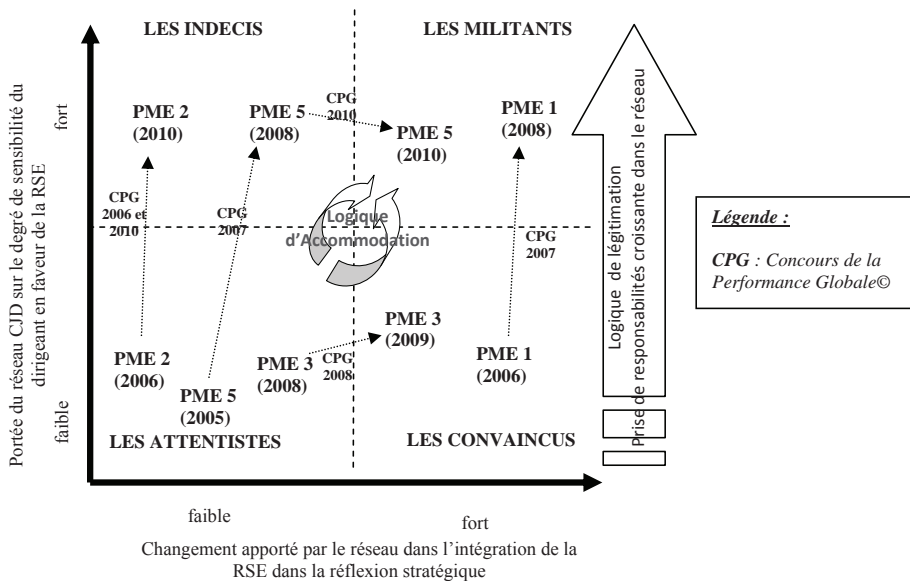 LES INDECIS
LES MILITANTS
Portée du réseau CJD sur le degré de sensibilité du
dirigeant en faveur de la RSE
fort
faible
PME 2
(2010)
PME 5
(2008)
CPG
2010
PME 5
(2010)
PME 1
(2008)
CPG
2006 et
2010
CPG
2007
Logique
d'Accommodation
CPG
2007
PME 2
(2006)
PME 5
(2005)
PME 3
(2008)
CPG
2008
PME 3
(2009)
PME 1
(2006)
LES ATTENTISTES
LES CONVAINCUS
Logique de légitimation
Prise de responsabilités croissante dans le réseau
Légende :
CPG : Concours de la
Performance Globale©
faible
fort
Changement apporté par le réseau dans l'intégration de la
RSE dans la réflexion stratégique